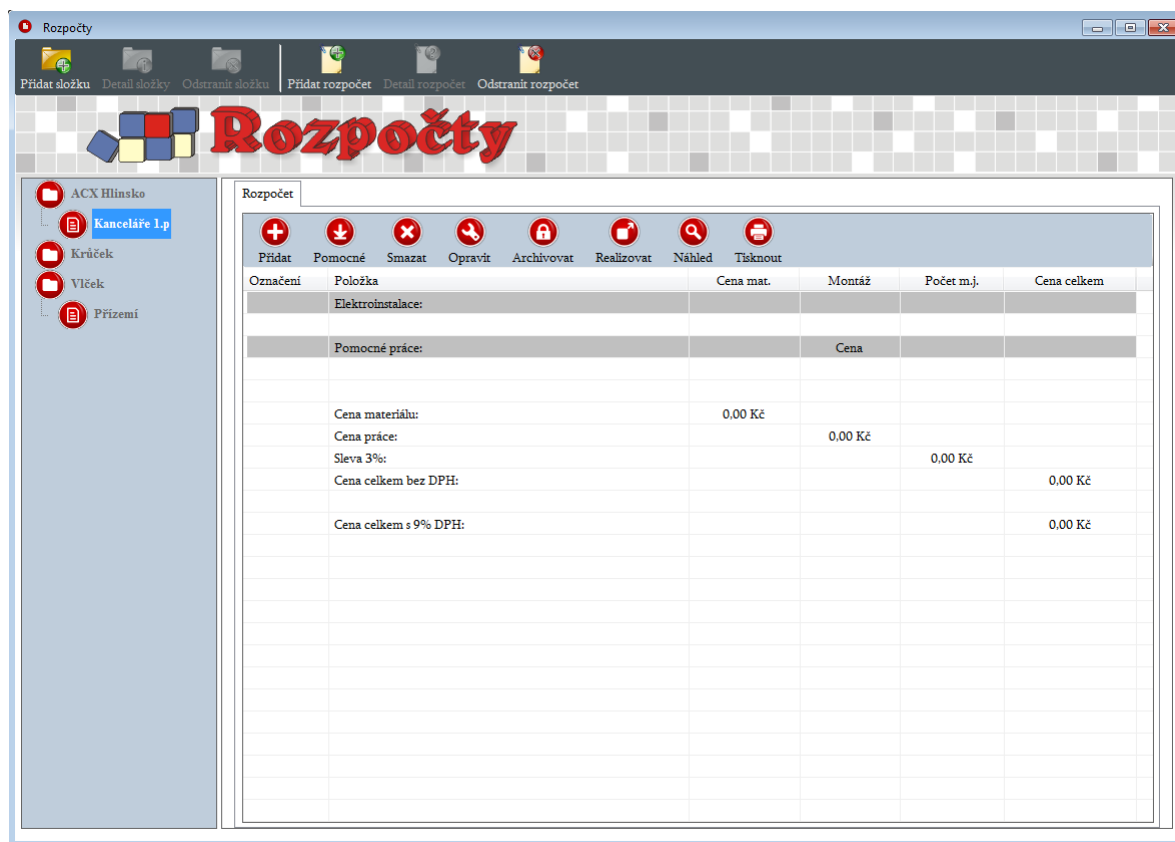 Rozpočty
Přidat složku Detail složky Odstranit složku Přidat rozpočet Detail rozpočet Odstranit rozpočet
Rozpočty
ACX Hlinsko
Kanceláře 1.p
Krůček
Vlček
Přízemí
Rozpočet
Přidat Pomocné Smazat Opravit Archivovat Realizovat Náhled Tisknout
Označení Položka Cena mat. Montáž Počet m.j. Cena celkem
Elektroinstalace:
Pomocné práce: Cena
Cena materiálu: 0,00 Kč
Cena práce: 0,00 Kč
Sleva 3%: 0,00 Kč
Cena celkem bez DPH: 0,00 Kč
Cena celkem s 9% DPH: 0,00 Kč